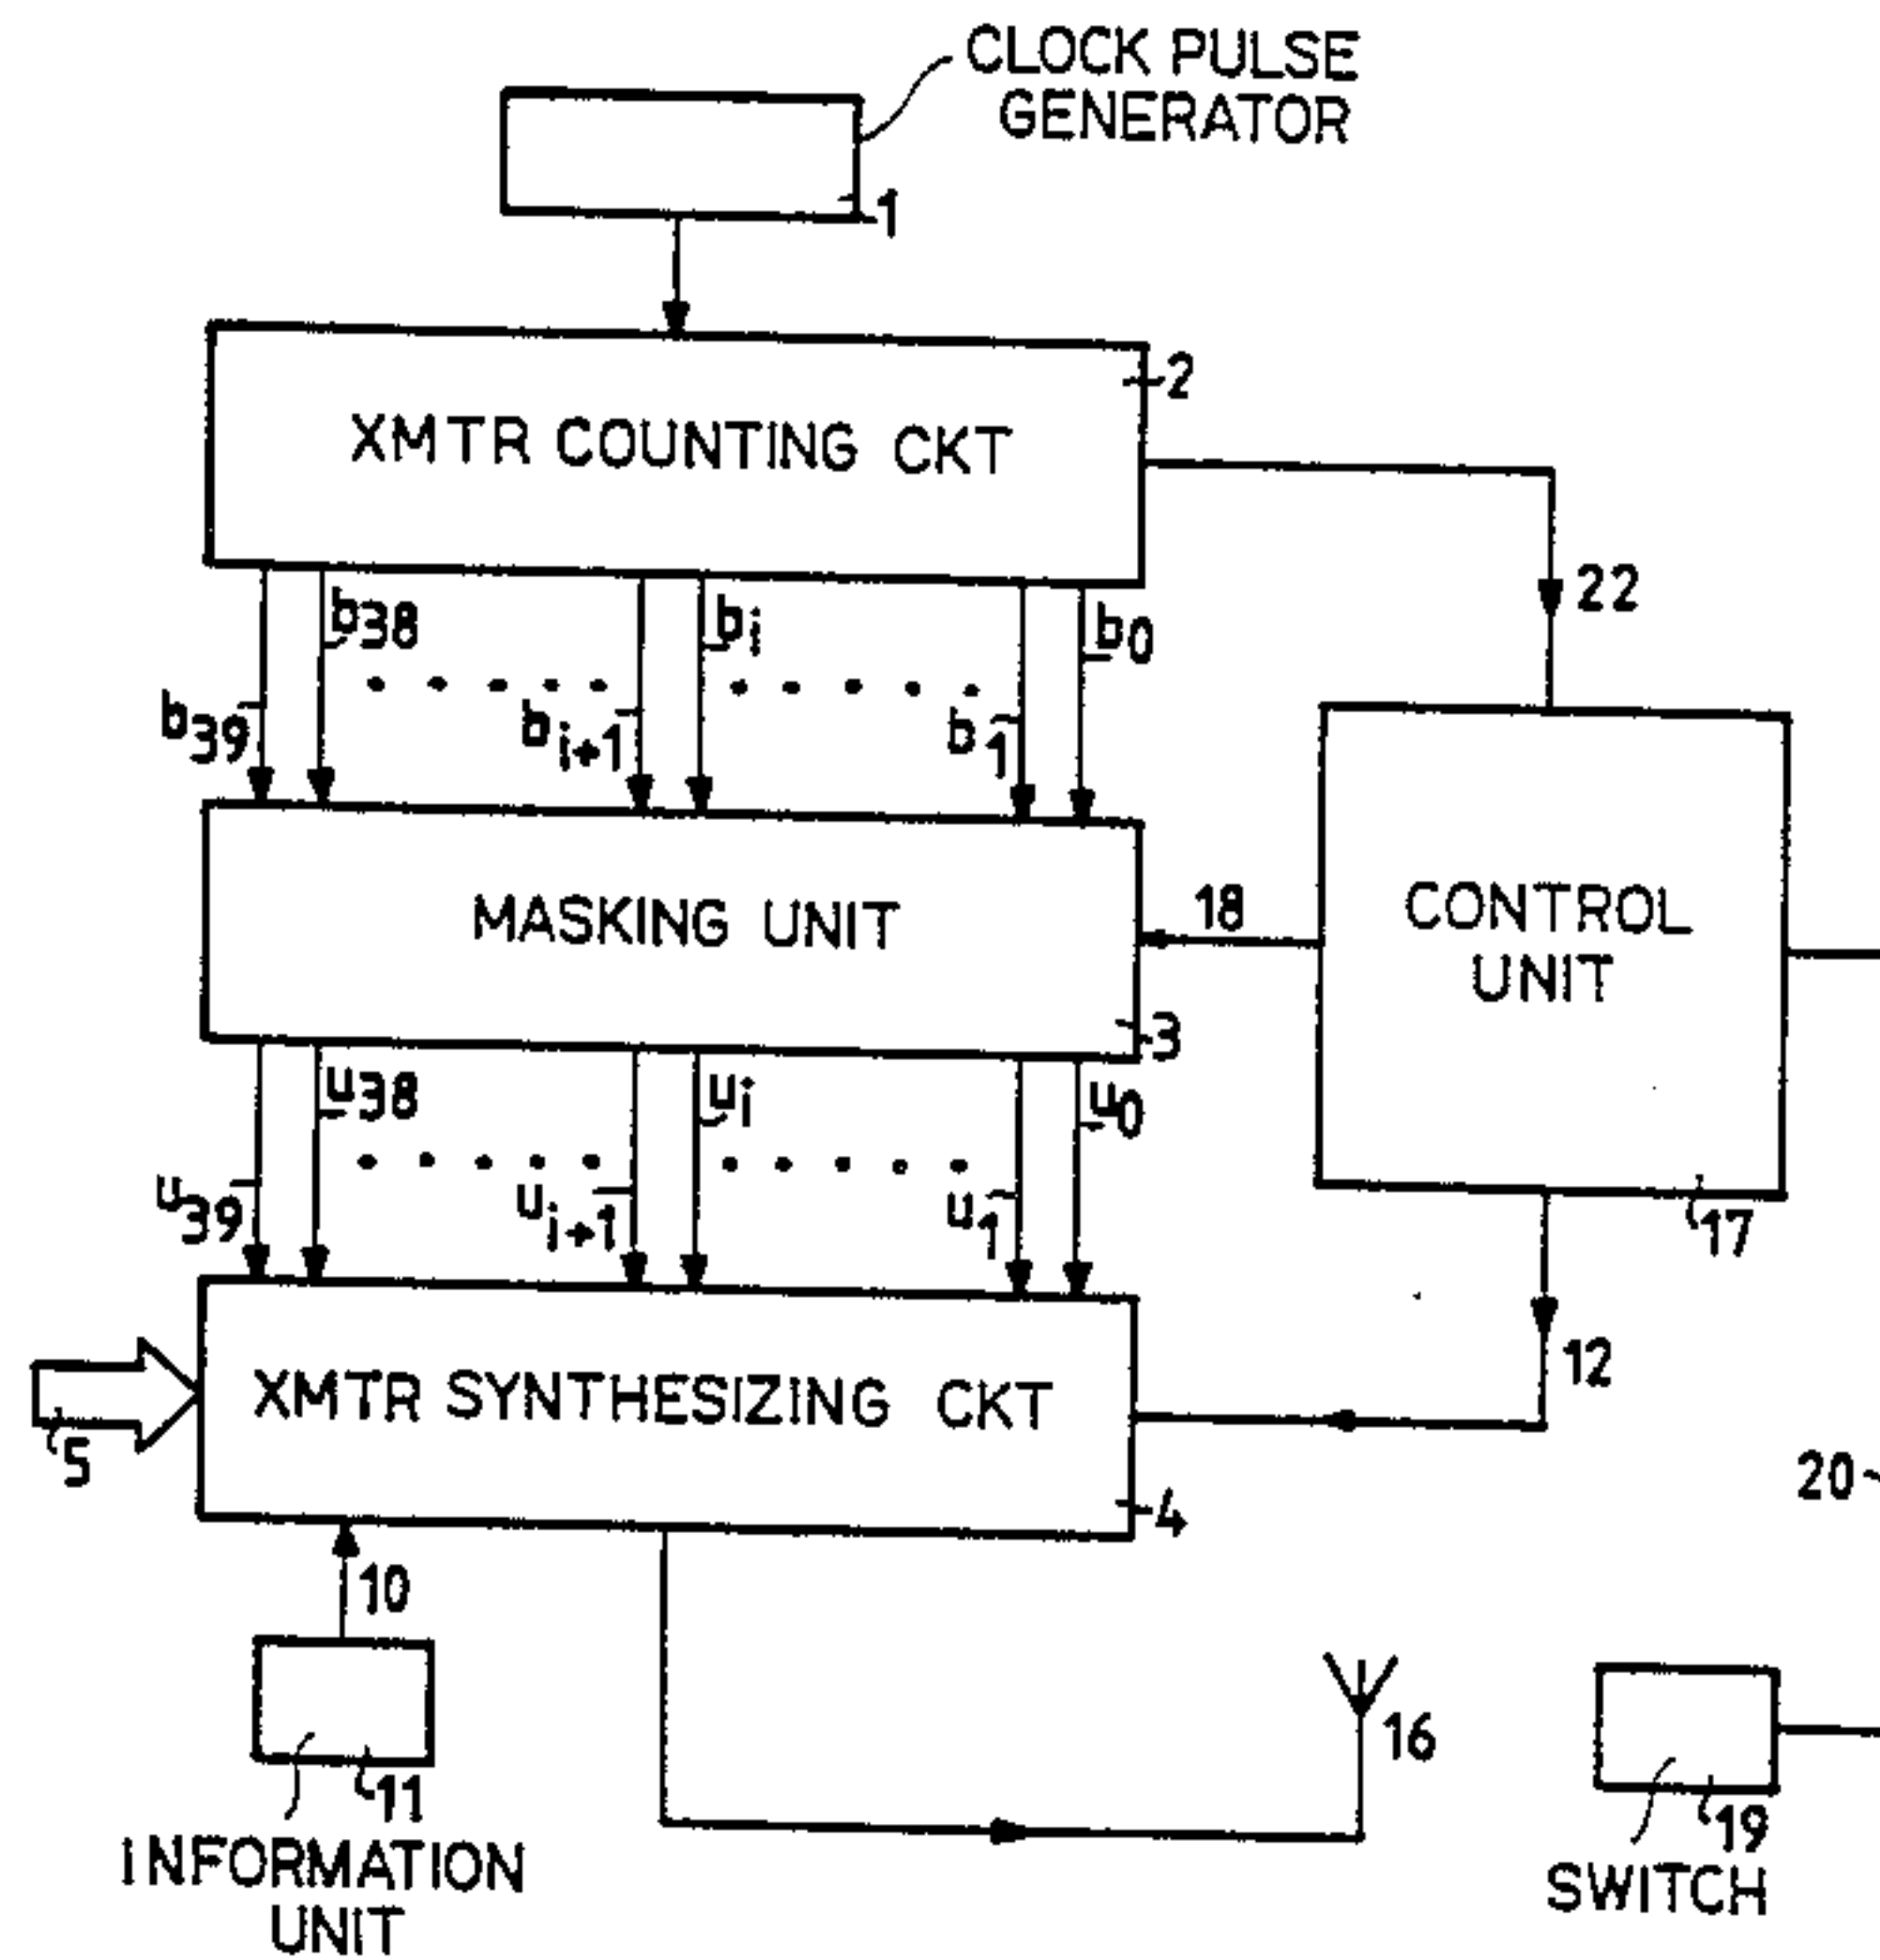 CLOCK PULSE
GENERATOR
1
2
XMTR COUNTING CKT
22
b38
bi
b0
b39
bi+1
b1
MASKING UNIT
18
CONTROL
UNIT
3
u38
ui
u0
u39
ui+1
u1
17
12
XMTR SYNTHESIZING CKT
5
20
4
10
16
11
19
INFORMATION
UNIT
SWITCH